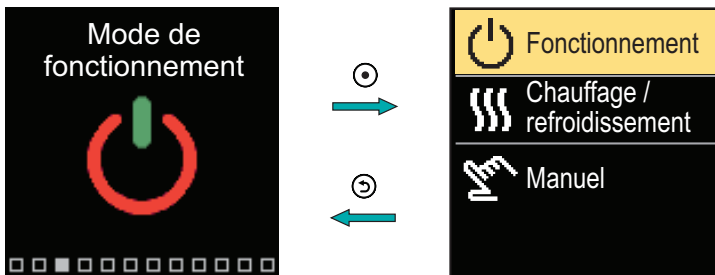 Mode de
fonctionnement
Fonctionnement
Chauffage /
refroidissement
Manuel